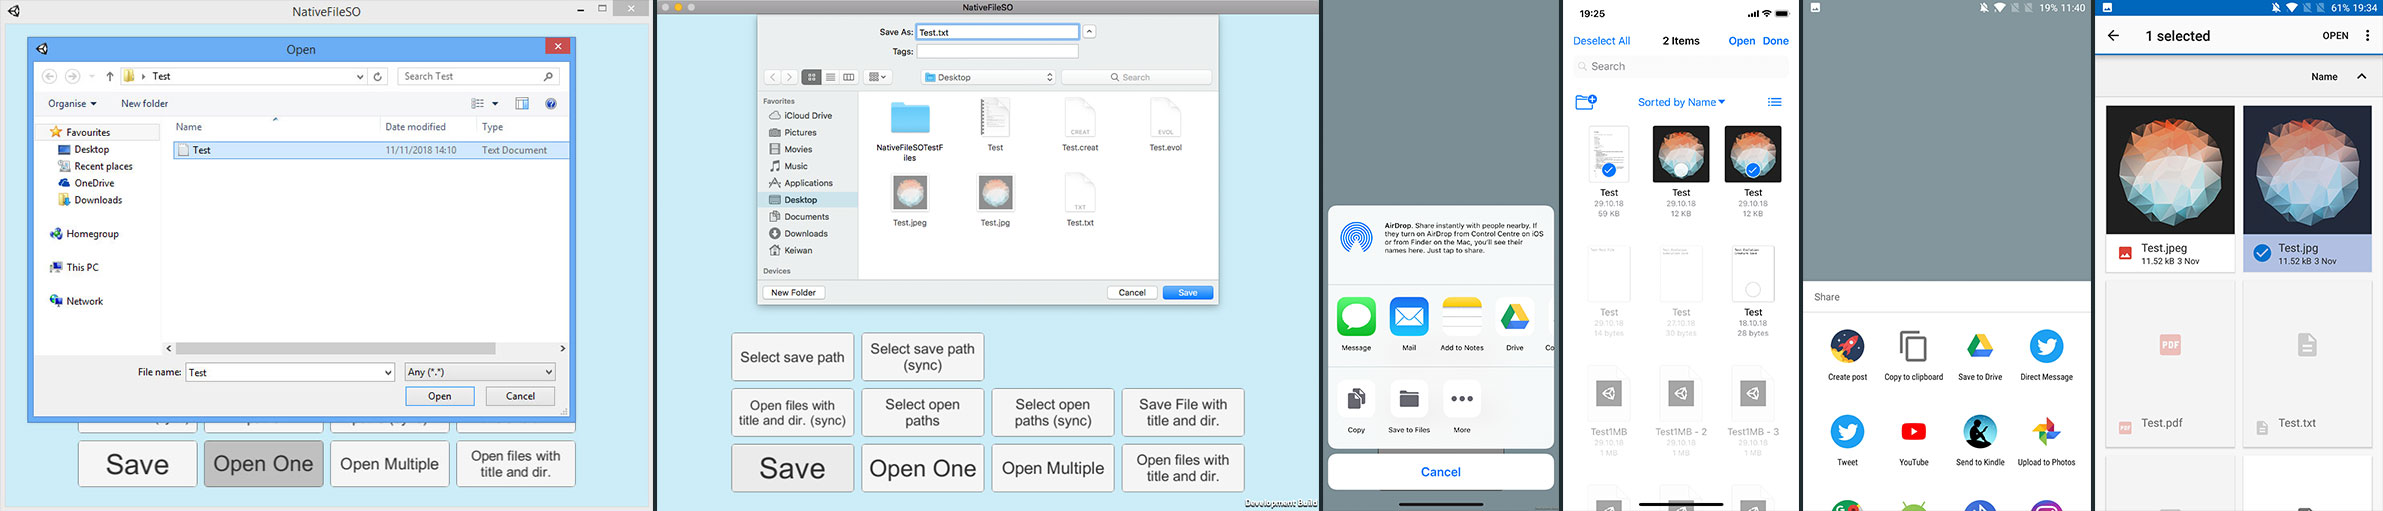 NativeFileSO
Open
Test
Search Test
Organise
New folder
Favourites
Desktop
Recent places
OneDrive
Downloads
Homegroup
This PC
Network
Name
Date modified
Type
Test
11/11/2018 14:10
Text Document
File name:
Test
Any (*.*)
Open
Cancel
Save
Open One
Open Multiple
Open files with
title and dir.
NativeFileSO
Save As:
Test.txt
Tags:
Desktop
Search
Favorites
iCloud Drive
Pictures
Movies
Music
Applications
Desktop
Documents
Downloads
Keiwan
Devices
NativeFileSOTestF
iles
Test
CREAT
Test.creat
EVOL
Test.evol
Test.jpeg
Test.jpg
TXT
Test.txt
New Folder
Cancel
Save
Select save path
Select save path
(sync)
Open files with
title and dir. (sync)
Select open
paths
Select open
paths (sync)
Save File with
title and dir.
Save
Open One
Open Multiple
Open files with
title and dir.
Development Build
AirDrop. Share instantly with people nearby. If
they turn on AirDrop from Control Centre on iOS
or from Finder on the Mac, you'll see their
names here. Just tap to share.
Message
Mail
Add to Notes
Drive
Co
Copy
Save to Files
More
Cancel
19:25
Deselect All
2 Items
Open
Done
Search
Sorted by Name
Test
29.10.18
59 KB
Test
29.10.18
12 KB
Test
29.10.18
12 KB
Test
29.10.18
14 bytes
Test
27.10.18
30 bytes
Test
18.10.18
28 bytes
Test1MB
29.10.18
1 MB
Test1MB - 2
29.10.18
1 MB
Test1MB - 3
29.10.18
1 MB
19% 11:40
Share
Create post
Copy to clipboard
Save to Drive
Direct Message
Tweet
YouTube
Send to Kindle
Upload to Photos
61% 19:34
1 selected
OPEN
Name
Test.jpeg
11.52 kB 3 Nov
Test.jpg
11.52 kB 3 Nov
PDF
PDF
Test.pdf
Test.txt